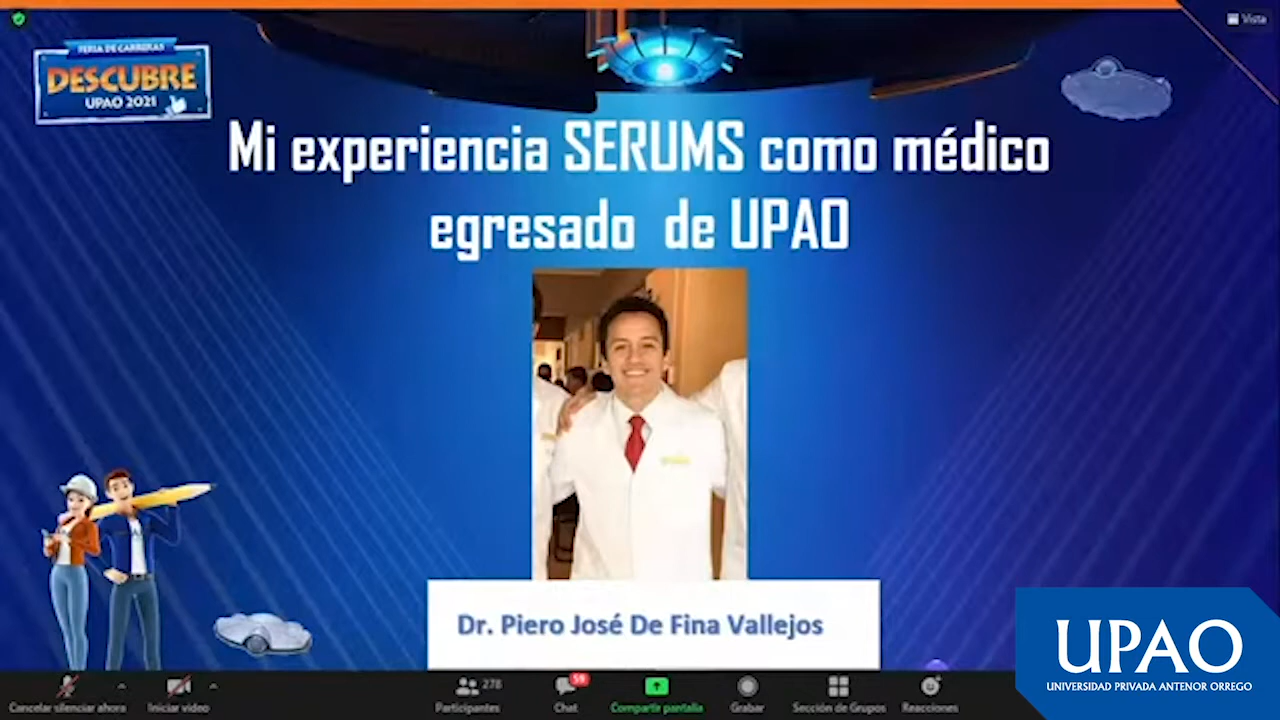 Vista
FERIA DE CARRERAS
DESCUBRE
UPAO 2021
Mi experiencia SERUMS como médico
egresado de UPAO
Dr. Piero José De Fina Vallejos
UPAO
UNIVERSIDAD PRIVADA ANTENOR ORREGO
Cancelar silenciar ahora
Iniciar video
278
Participantes
59
Chat
Compartir pantalla
Grabar
Sección de Grupos
Reacciones